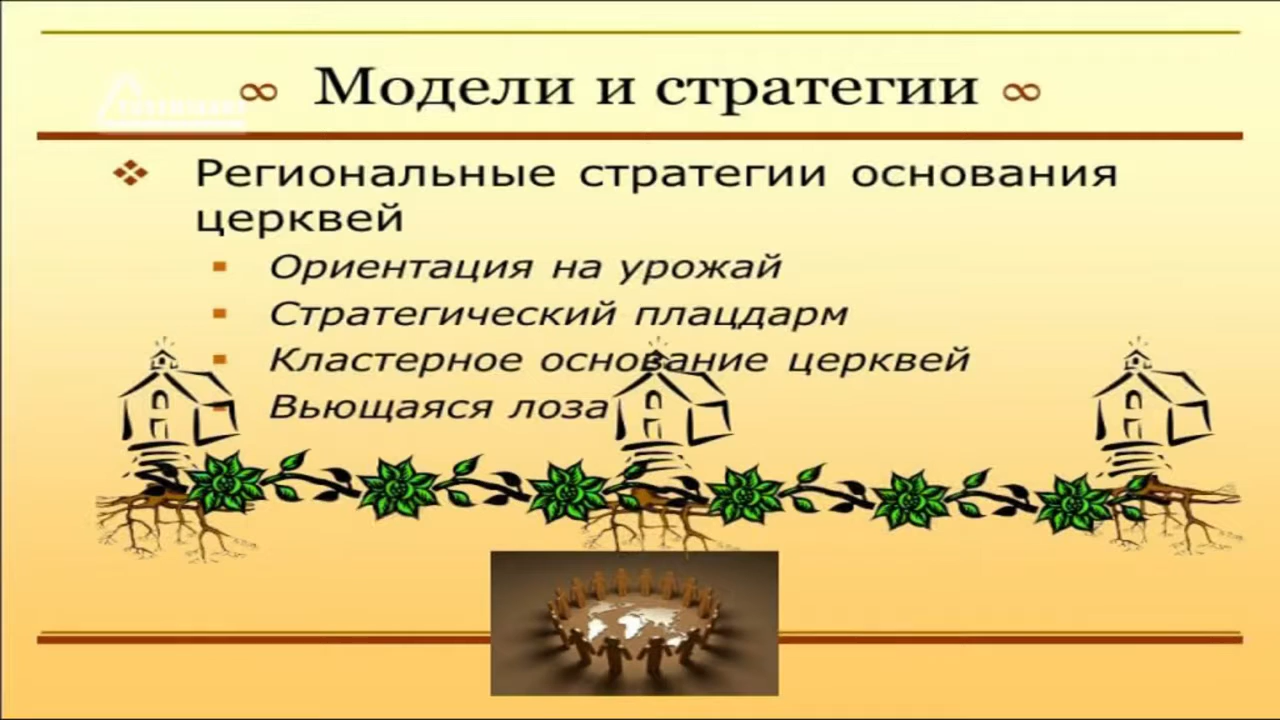 ∞ Модели и стратегии ∞
Региональные стратегии основания
церквей
Ориентация на урожай
Стратегический плацдарм
Кластерное основание церквей
Вьющаяся лоза